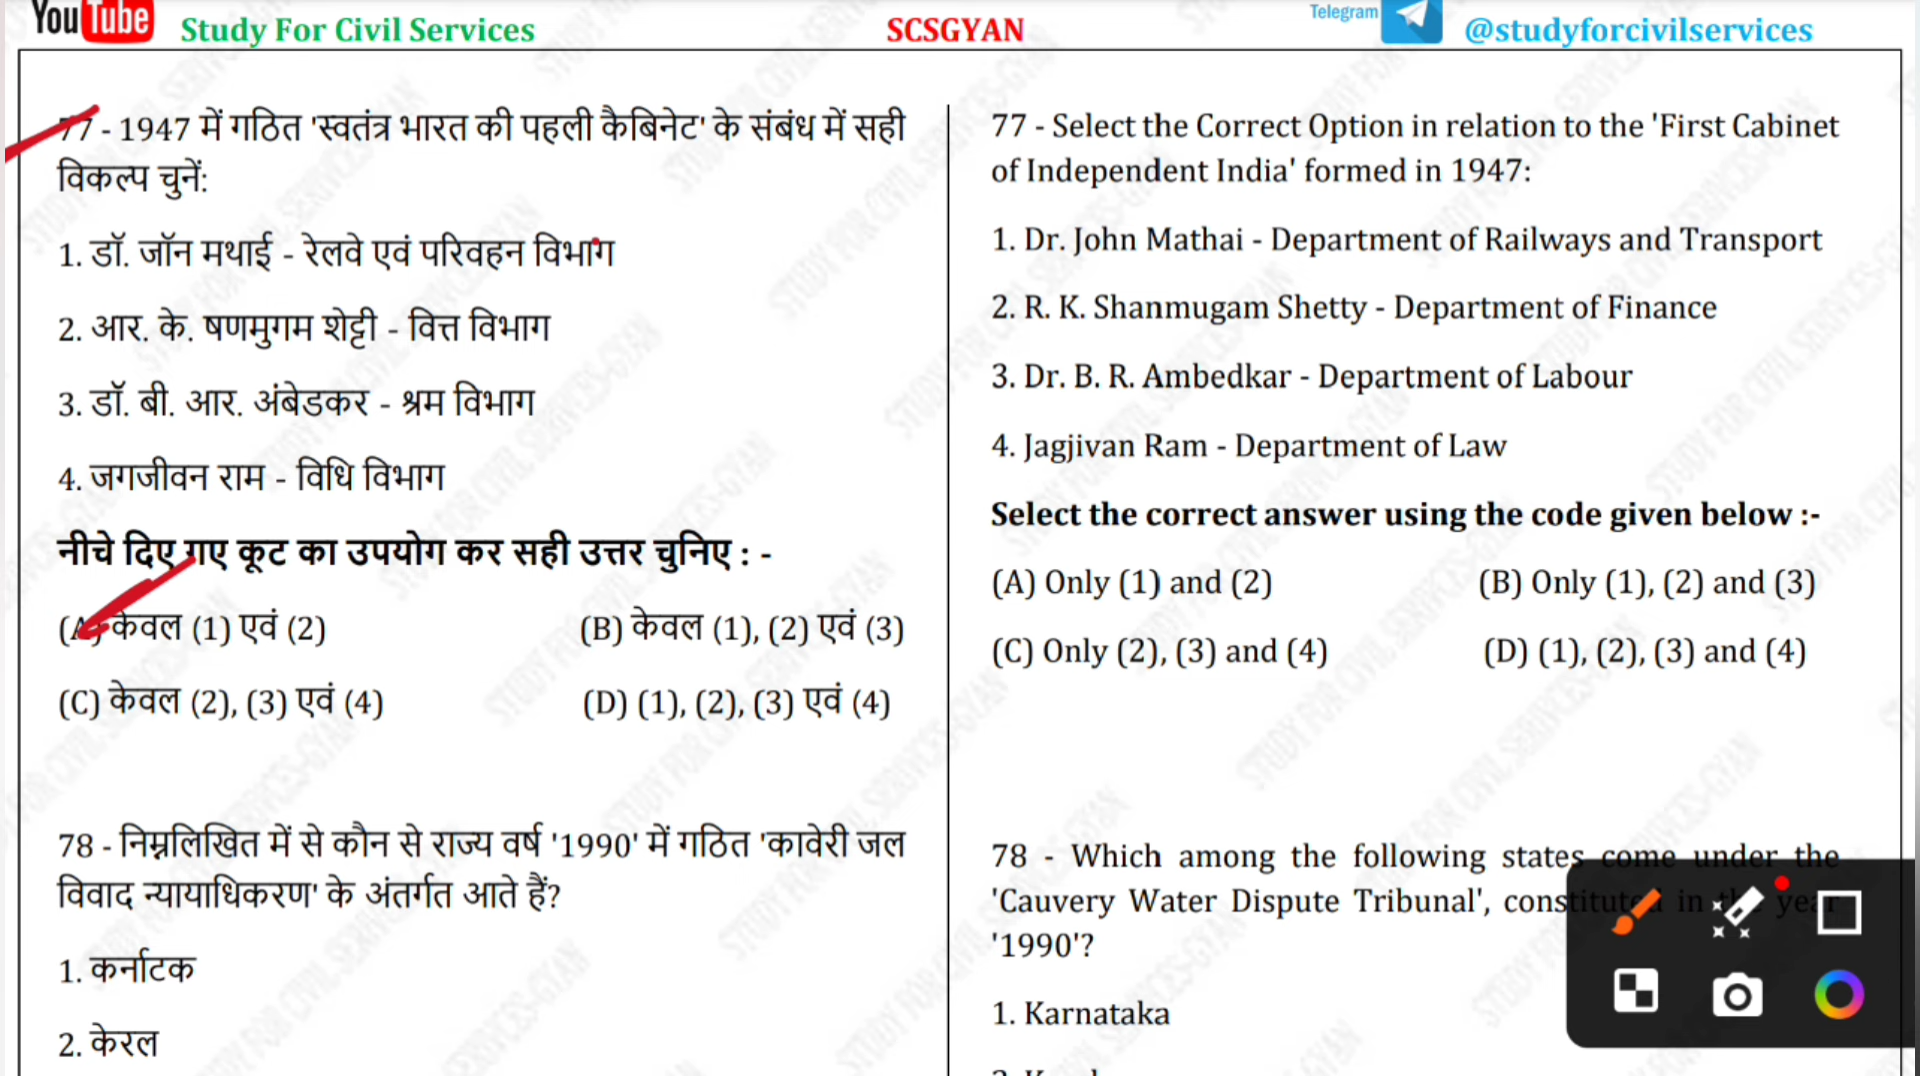 YouTube Study For Civil Services SCSGYAN Telegram @studyforcivilservices
77 - 1947 में गठित 'स्वतंत्र भारत की पहली कैबिनेट' के संबंध में सही
विकल्प चुनें:
1. डॉ. जॉन मथाई - रेलवे एवं परिवहन विभाग
2. आर. के. षणमुगम शेट्टी - वित्त विभाग
3. डॉ. बी. आर. अंबेडकर - श्रम विभाग
4. जगजीवन राम - विधि विभाग
नीचे दिए गए कूट का उपयोग कर सही उत्तर चुनिए : -
(A) केवल (1) एवं (2) (B) केवल (1), (2) एवं (3)
(C) केवल (2), (3) एवं (4) (D) (1), (2), (3) एवं (4)
78 - निम्नलिखित में से कौन से राज्य वर्ष '1990' में गठित 'कावेरी जल
विवाद न्यायाधिकरण' के अंतर्गत आते हैं?
1. कर्नाटक
2. केरल
77 - Select the Correct Option in relation to the 'First Cabinet
of Independent India' formed in 1947:
1. Dr. John Mathai - Department of Railways and Transport
2. R. K. Shanmugam Shetty - Department of Finance
3. Dr. B. R. Ambedkar - Department of Labour
4. Jagjivan Ram - Department of Law
Select the correct answer using the code given below :-
(A) Only (1) and (2) (B) Only (1), (2) and (3)
(C) Only (2), (3) and (4) (D) (1), (2), (3) and (4)
78 - Which among the following states come under the
'Cauvery Water Dispute Tribunal', constituted in the year
'1990'?
1. Karnataka